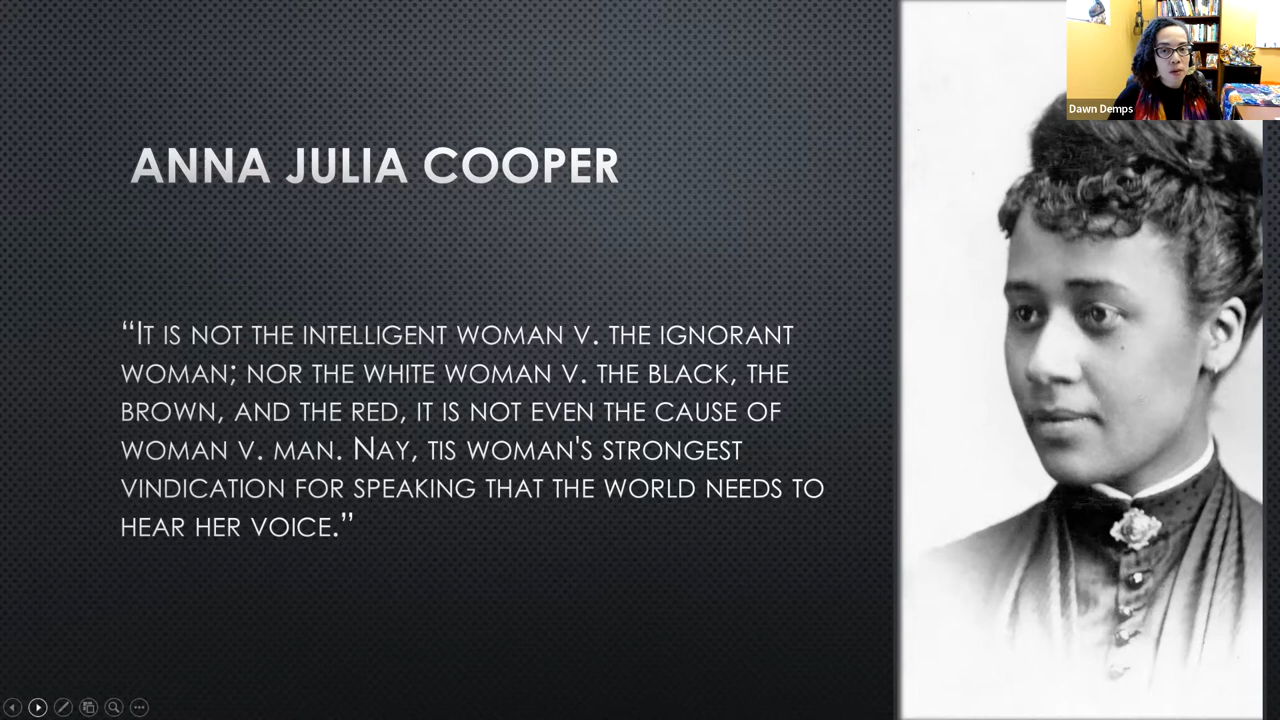 Dawn Demps
ANNA JULIA COOPER
“IT IS NOT THE INTELLIGENT WOMAN V. THE IGNORANT
WOMAN; NOR THE WHITE WOMAN V. THE BLACK, THE
BROWN, AND THE RED, IT IS NOT EVEN THE CAUSE OF
WOMAN V. MAN. NAY, TIS WOMAN'S STRONGEST
VINDICATION FOR SPEAKING THAT THE WORLD NEEDS TO
HEAR HER VOICE.”